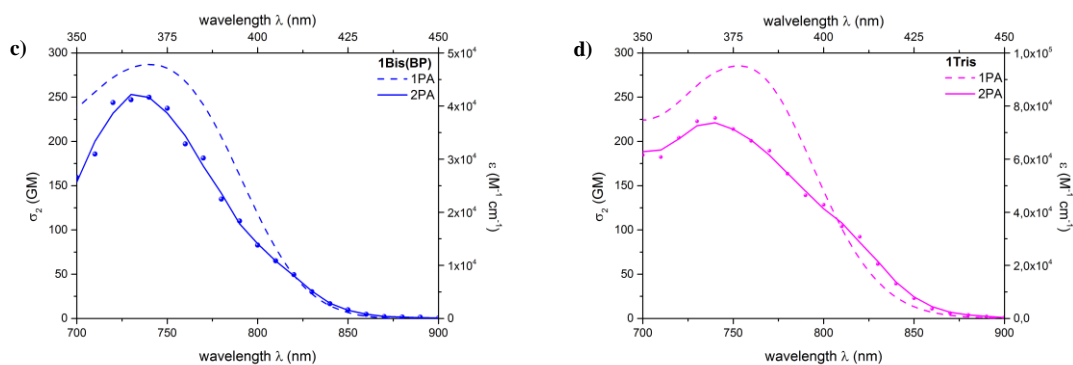 c)
wavelength λ (nm)
350 375 400 425 450
300
250
200
150
100
50
0
σ₂ (GM)
1Bis(BP)
1PA
2PA
5x10⁴
4x10⁴
3x10⁴
2x10⁴
1x10⁴
0
ε (M⁻¹ cm⁻¹)
700 750 800 850 900
wavelength λ (nm)
d)
walvelength λ (nm)
350 375 400 425 450
300
250
200
150
100
50
0
σ₂ (GM)
1Tris
1PA
2PA
1,0x10⁵
8,0x10⁴
6,0x10⁴
4,0x10⁴
2,0x10⁴
0,0
ε (M⁻¹ cm⁻¹)
700 750 800 850 900
wavelength λ (nm)